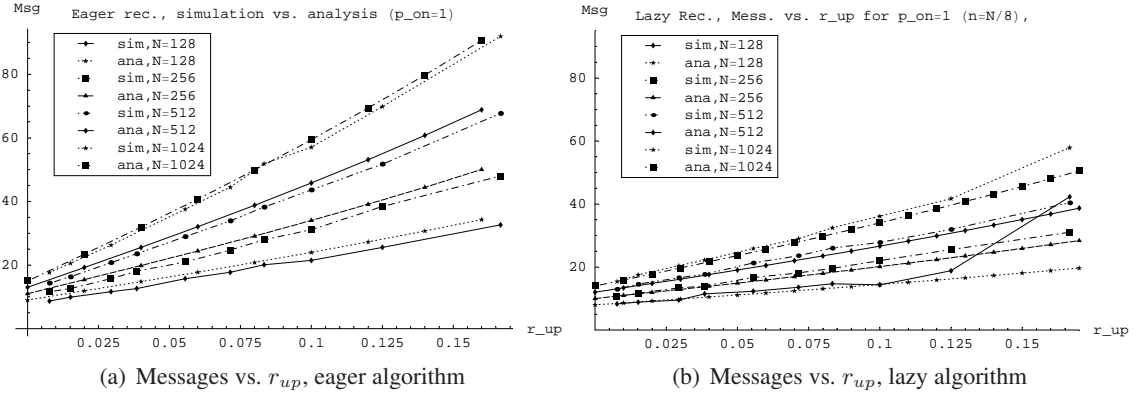 Msg
Eager rec., simulation vs. analysis (p_on=1)
sim,N=128
ana,N=128
sim,N=256
ana,N=256
sim,N=512
ana,N=512
sim,N=1024
ana,N=1024
80
60
40
20
0.025 0.05 0.075 0.1 0.125 0.15
r_up
(a) Messages vs. r_up, eager algorithm
Msg
Lazy Rec., Mess. vs. r_up for p_on=1 (n=N/8),
sim,N=128
ana,N=128
sim,N=256
ana,N=256
sim,N=512
ana,N=512
sim,N=1024
ana,N=1024
80
60
40
20
0.025 0.05 0.075 0.1 0.125 0.15
r_up
(b) Messages vs. r_up, lazy algorithm